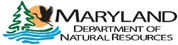 MARYLAND
DEPARTMENT OF
NATURAL RESOURCES